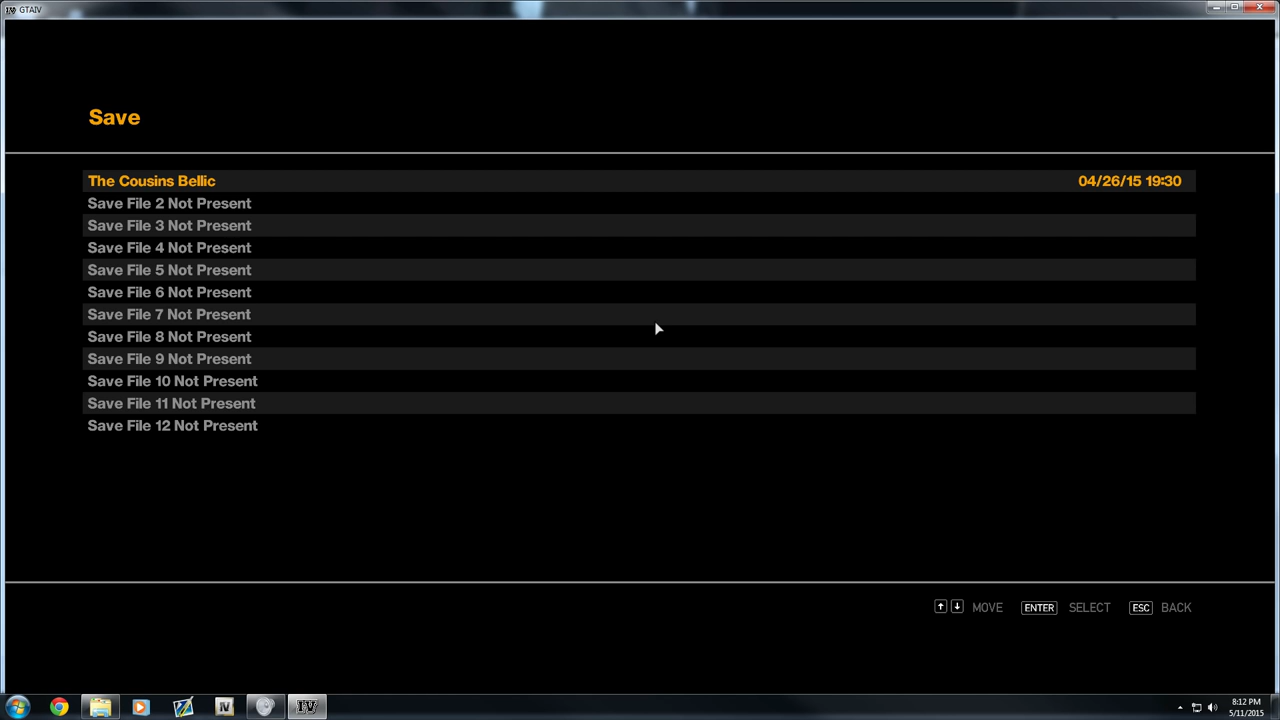 GTAIV
Save
The Cousins Bellic 04/26/15 19:30
Save File 2 Not Present
Save File 3 Not Present
Save File 4 Not Present
Save File 5 Not Present
Save File 6 Not Present
Save File 7 Not Present
Save File 8 Not Present
Save File 9 Not Present
Save File 10 Not Present
Save File 11 Not Present
Save File 12 Not Present
↑ ↓ MOVE ENTER SELECT ESC BACK
IV IV
8:12 PM
5/11/2015